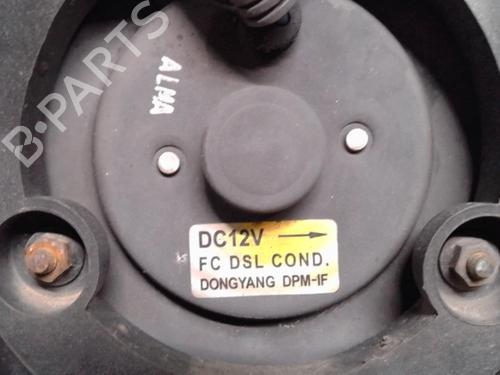 B-PARTS
ALMA
DC12V →
FC DSL COND.
DONGYANG DPM-IF